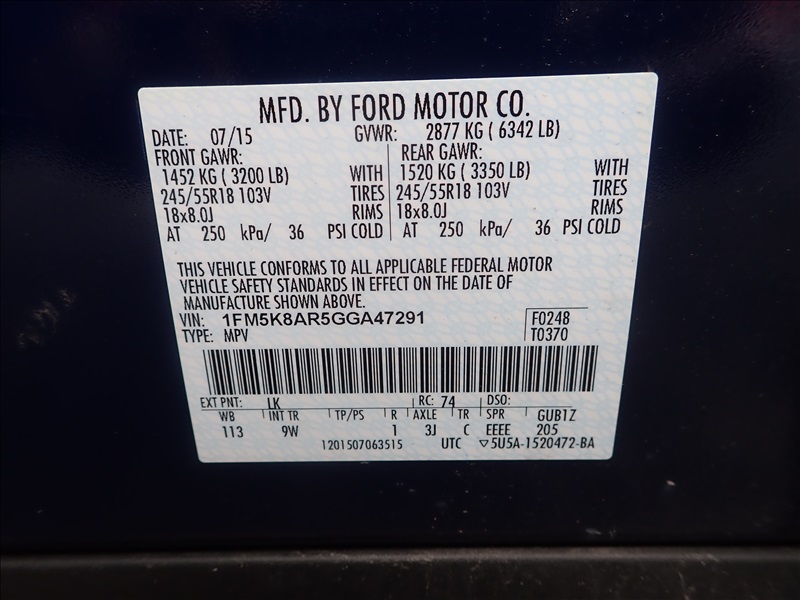 MFD. BY FORD MOTOR CO.
DATE: 07/15 GVWR: 2877 KG ( 6342 LB)
FRONT GAWR: REAR GAWR:
1452 KG ( 3200 LB) WITH 1520 KG ( 3350 LB) WITH
245/55R18 103V TIRES 245/55R18 103V TIRES
18x8.0J RIMS 18x8.0J RIMS
AT 250 kPa/ 36 PSI COLD AT 250 kPa/ 36 PSI COLD
THIS VEHICLE CONFORMS TO ALL APPLICABLE FEDERAL MOTOR
VEHICLE SAFETY STANDARDS IN EFFECT ON THE DATE OF
MANUFACTURE SHOWN ABOVE.
VIN: 1FM5K8AR5GGA47291 F0248
TYPE: MPV T0370
EXT PNT: LK RC: 74 DSO:
WB INT TR TP/PS R AXLE TR SPR GUB1Z
113 9W 1 3J C EEEE 205
1201507063515 UTC ▽5U5A-1520472-BA